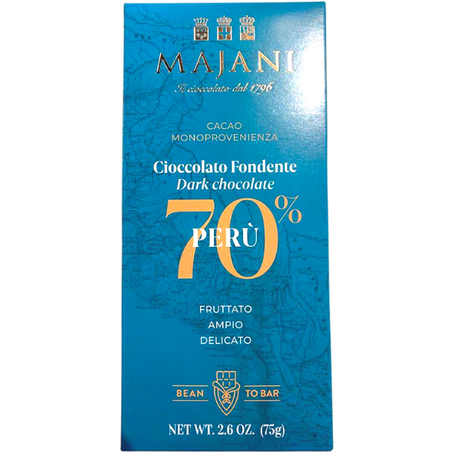 MAJANI
Il cioccolato dal 1796
CACAO
MONOPROVENIENZA
Cioccolato Fondente
Dark chocolate
70%
PERÙ
FRUTTATO
AMPIO
DELICATO
BEAN TO BAR
NET WT. 2.6 OZ. (75g)